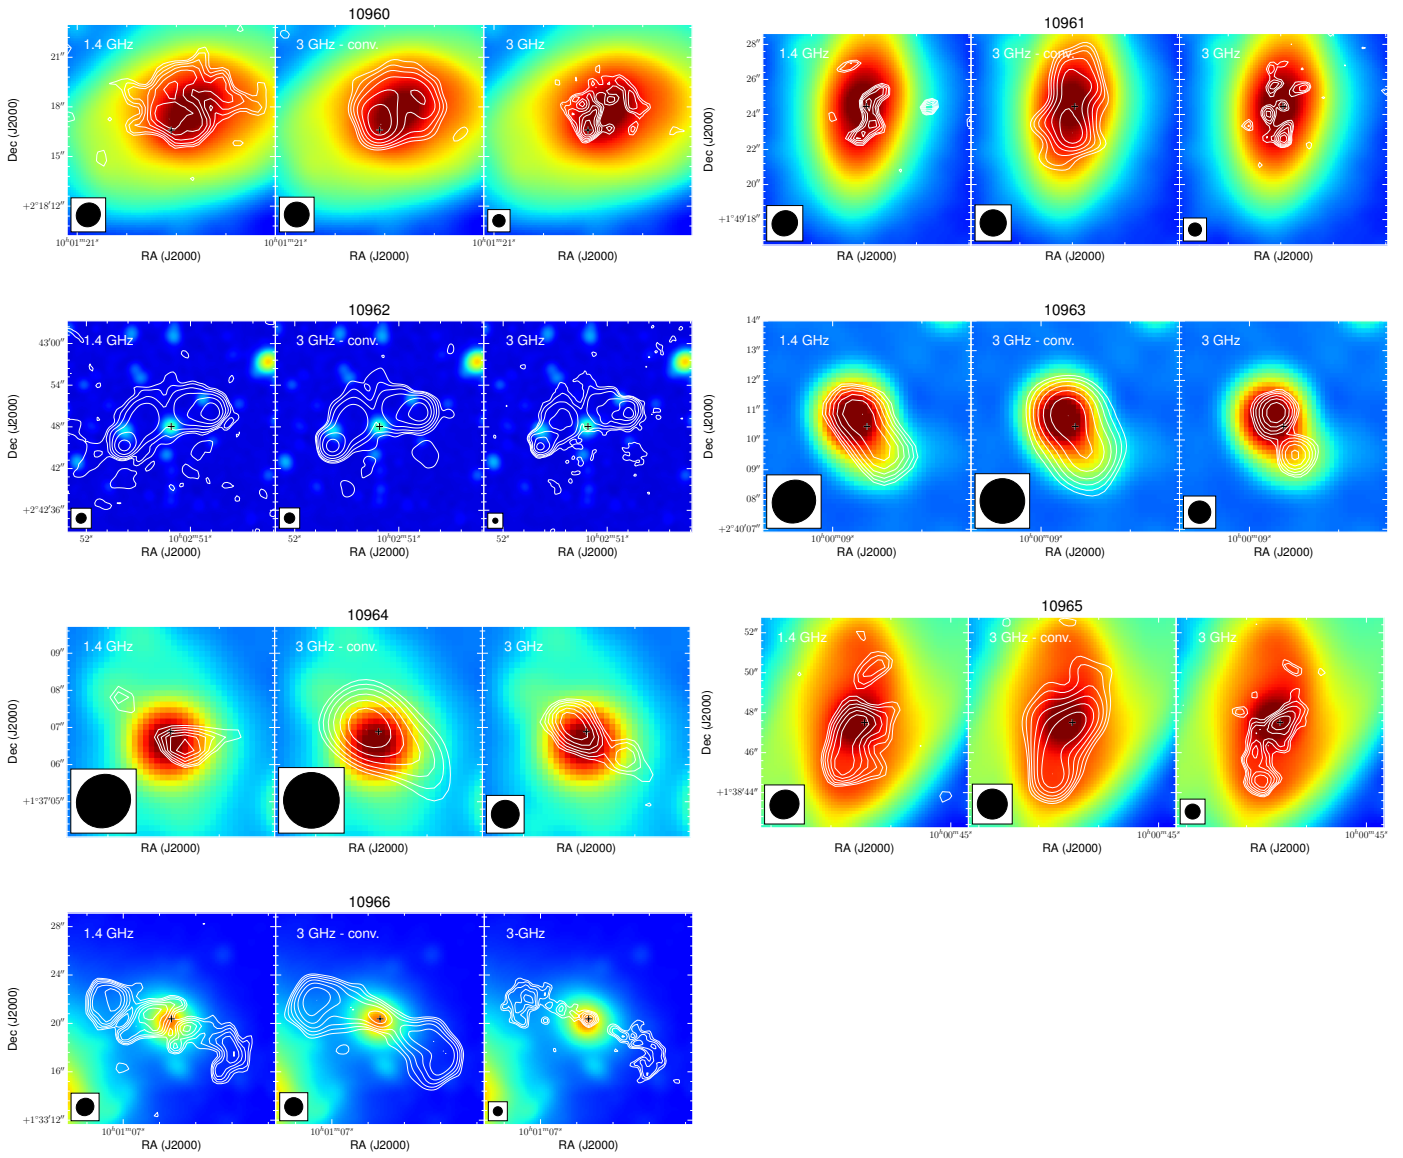 10960
1.4 GHz
3 GHz - conv.
3 GHz
21″
18″
15″
+2°18′12″
Dec (J2000)
10ʰ01ᵐ21ˢ
10ʰ01ᵐ21ˢ
10ʰ01ᵐ21ˢ
RA (J2000)
RA (J2000)
RA (J2000)
10961
1.4 GHz
3 GHz - conv.
3 GHz
28″
26″
24″
22″
20″
+1°49′18″
Dec (J2000)
RA (J2000)
RA (J2000)
RA (J2000)
10962
1.4 GHz
3 GHz - conv.
3 GHz
43′00″
54″
48″
42″
+2°42′36″
Dec (J2000)
52ˢ
10ʰ02ᵐ51ˢ
52ˢ
10ʰ02ᵐ51ˢ
52ˢ
10ʰ02ᵐ51ˢ
RA (J2000)
RA (J2000)
RA (J2000)
10963
1.4 GHz
3 GHz - conv.
3 GHz
14″
13″
12″
11″
10″
09″
08″
+2°40′07″
Dec (J2000)
10ʰ00ᵐ09ˢ
10ʰ00ᵐ09ˢ
10ʰ00ᵐ09ˢ
RA (J2000)
RA (J2000)
RA (J2000)
10964
1.4 GHz
3 GHz - conv.
3 GHz
09″
08″
07″
06″
+1°37′05″
Dec (J2000)
RA (J2000)
RA (J2000)
RA (J2000)
10965
1.4 GHz
3 GHz - conv.
3 GHz
52″
50″
48″
46″
+1°38′44″
Dec (J2000)
10ʰ00ᵐ45ˢ
10ʰ00ᵐ45ˢ
10ʰ00ᵐ45ˢ
RA (J2000)
RA (J2000)
RA (J2000)
10966
1.4 GHz
3 GHz - conv.
3-GHz
28″
24″
20″
16″
+1°33′12″
Dec (J2000)
10ʰ01ᵐ07ˢ
10ʰ01ᵐ07ˢ
10ʰ01ᵐ07ˢ
RA (J2000)
RA (J2000)
RA (J2000)